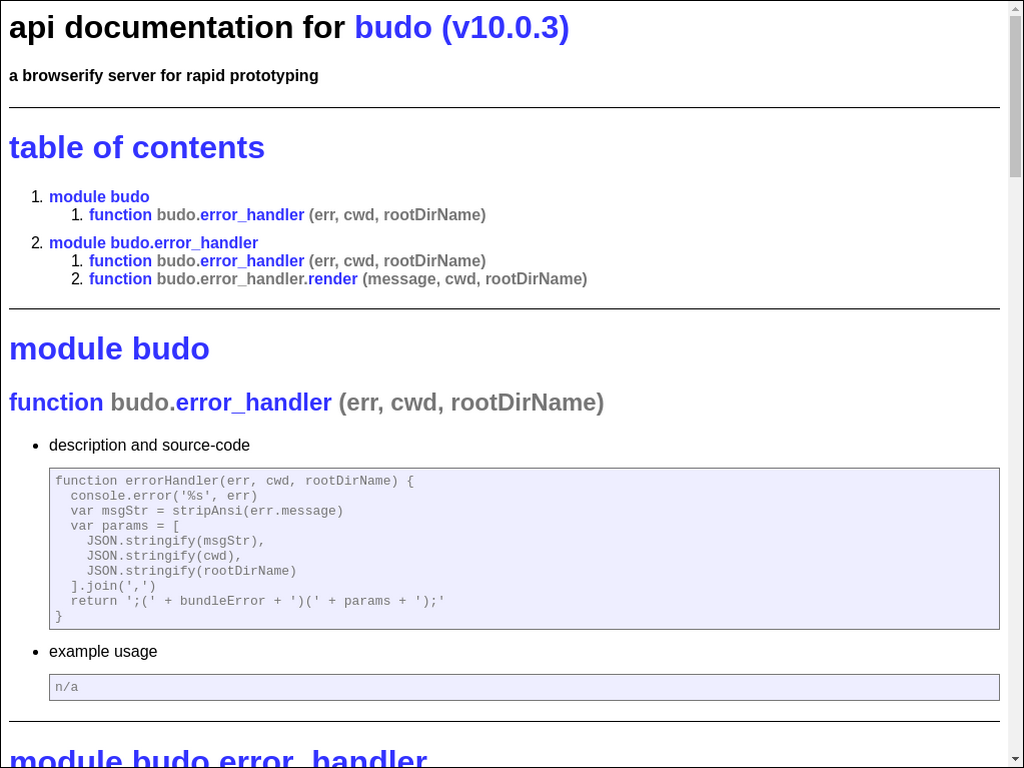 api documentation for budo (v10.0.3)
a browserify server for rapid prototyping
table of contents
1. module budo
1. function budo.error_handler (err, cwd, rootDirName)
2. module budo.error_handler
1. function budo.error_handler (err, cwd, rootDirName)
2. function budo.error_handler.render (message, cwd, rootDirName)
module budo
function budo.error_handler (err, cwd, rootDirName)
• description and source-code
function errorHandler(err, cwd, rootDirName) {
  console.error('%s', err)
  var msgStr = stripAnsi(err.message)
  var params = [
    JSON.stringify(msgStr),
    JSON.stringify(cwd),
    JSON.stringify(rootDirName)
  ].join(',')
  return ';(' + bundleError + ')(' + params + ');'
}
• example usage
n/a
module budo.error_handler